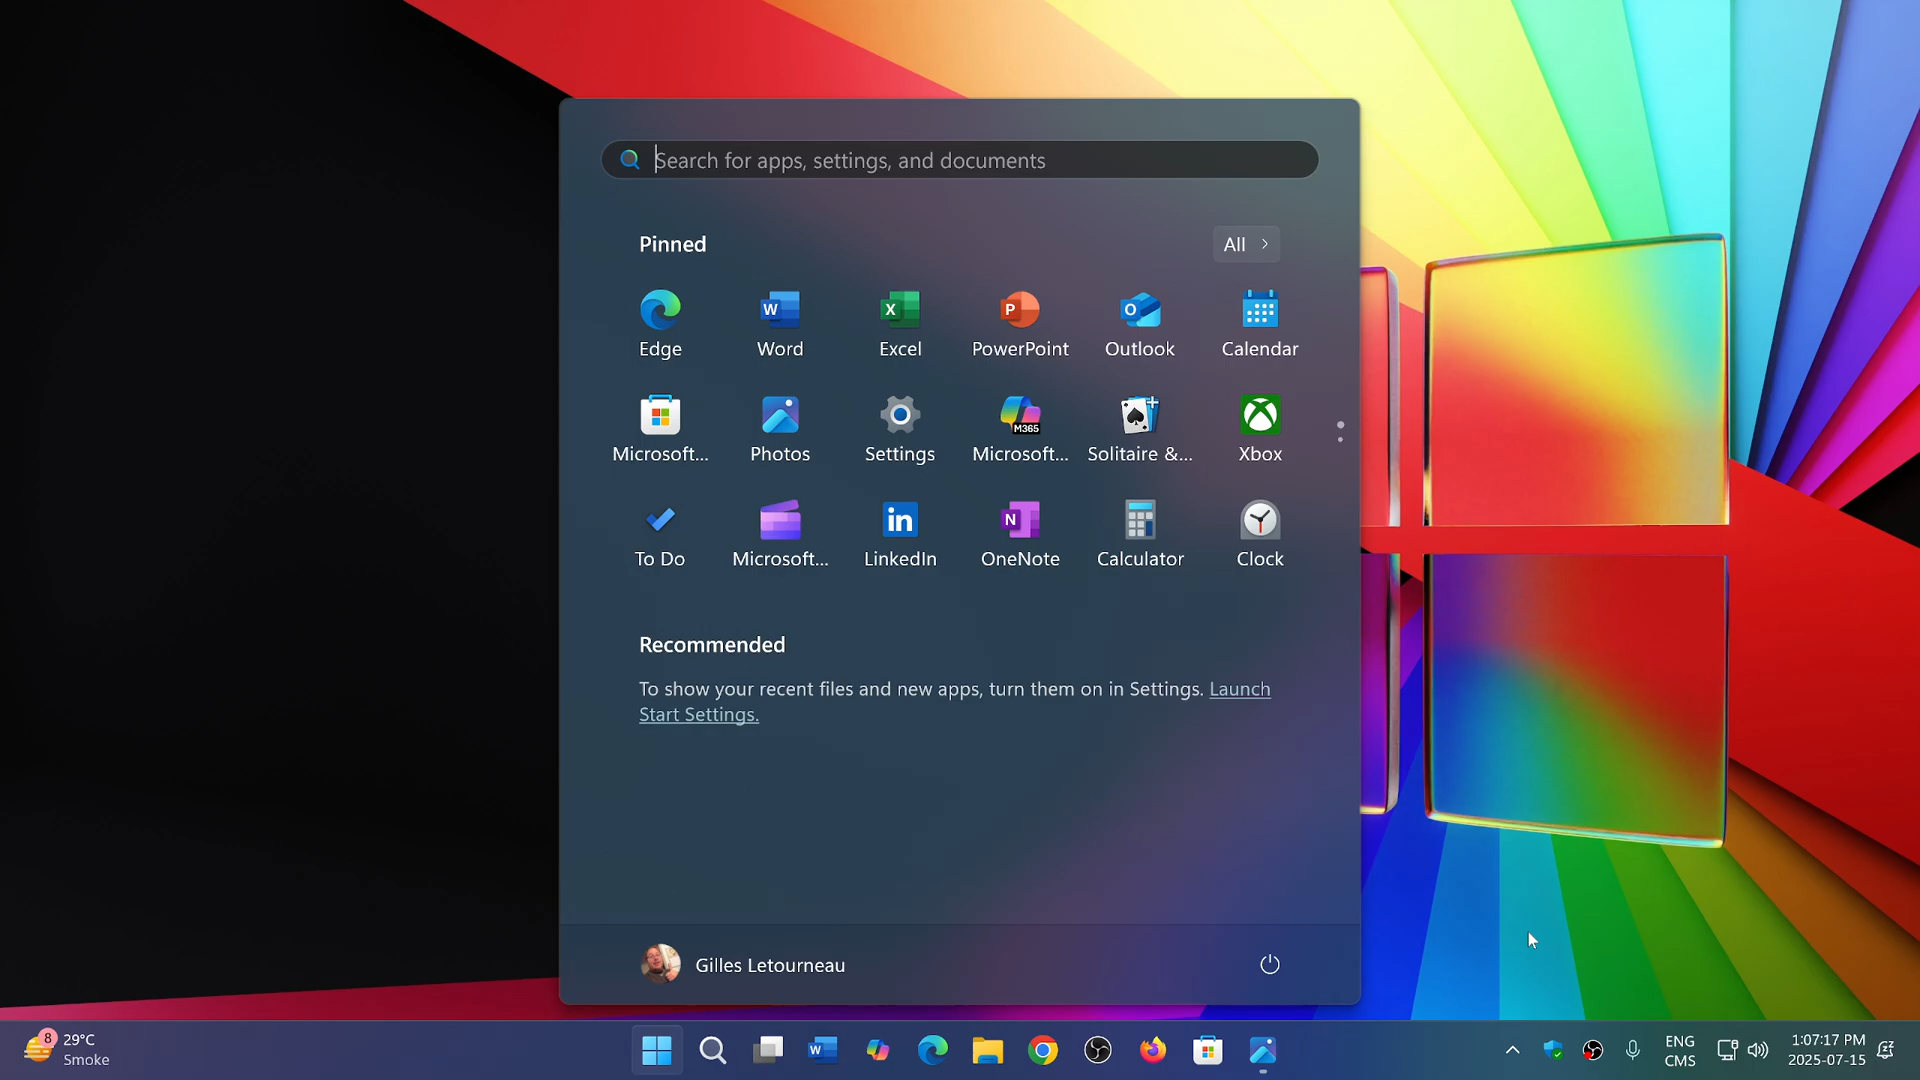 Search for apps, settings, and documents
Pinned
All
Edge
Word
Excel
PowerPoint
Outlook
Calendar
Microsoft...
Photos
Settings
M365
Microsoft...
Solitaire &...
Xbox
To Do
Microsoft...
LinkedIn
OneNote
Calculator
Clock
Recommended
To show your recent files and new apps, turn them on in Settings. Launch
Start Settings.
Gilles Letourneau
8
29°C
Smoke
ENG
CMS
1:07:17 PM
2025-07-15